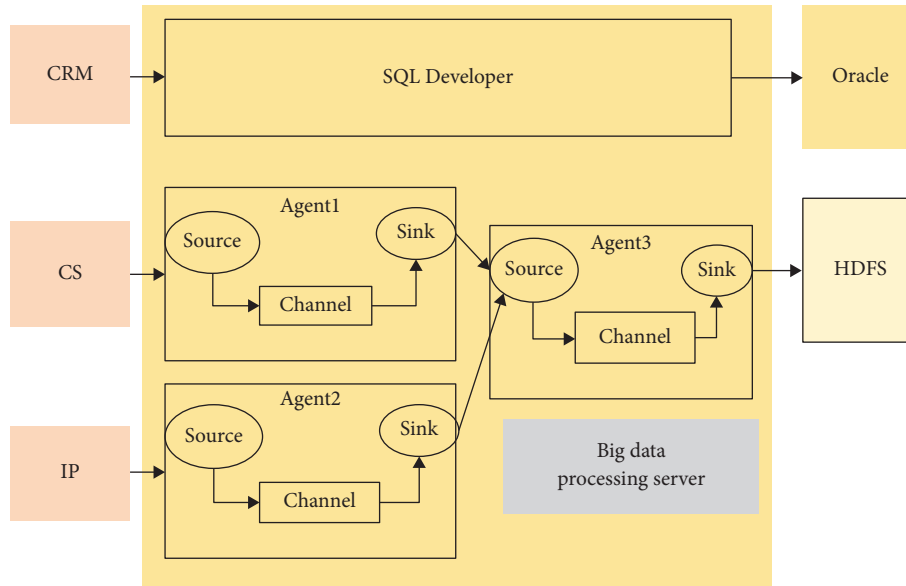 CRM
SQL Developer
Oracle
CS
Agent1
Source
Sink
Channel
Agent3
Source
Sink
Channel
HDFS
IP
Agent2
Source
Sink
Channel
Big data
processing server